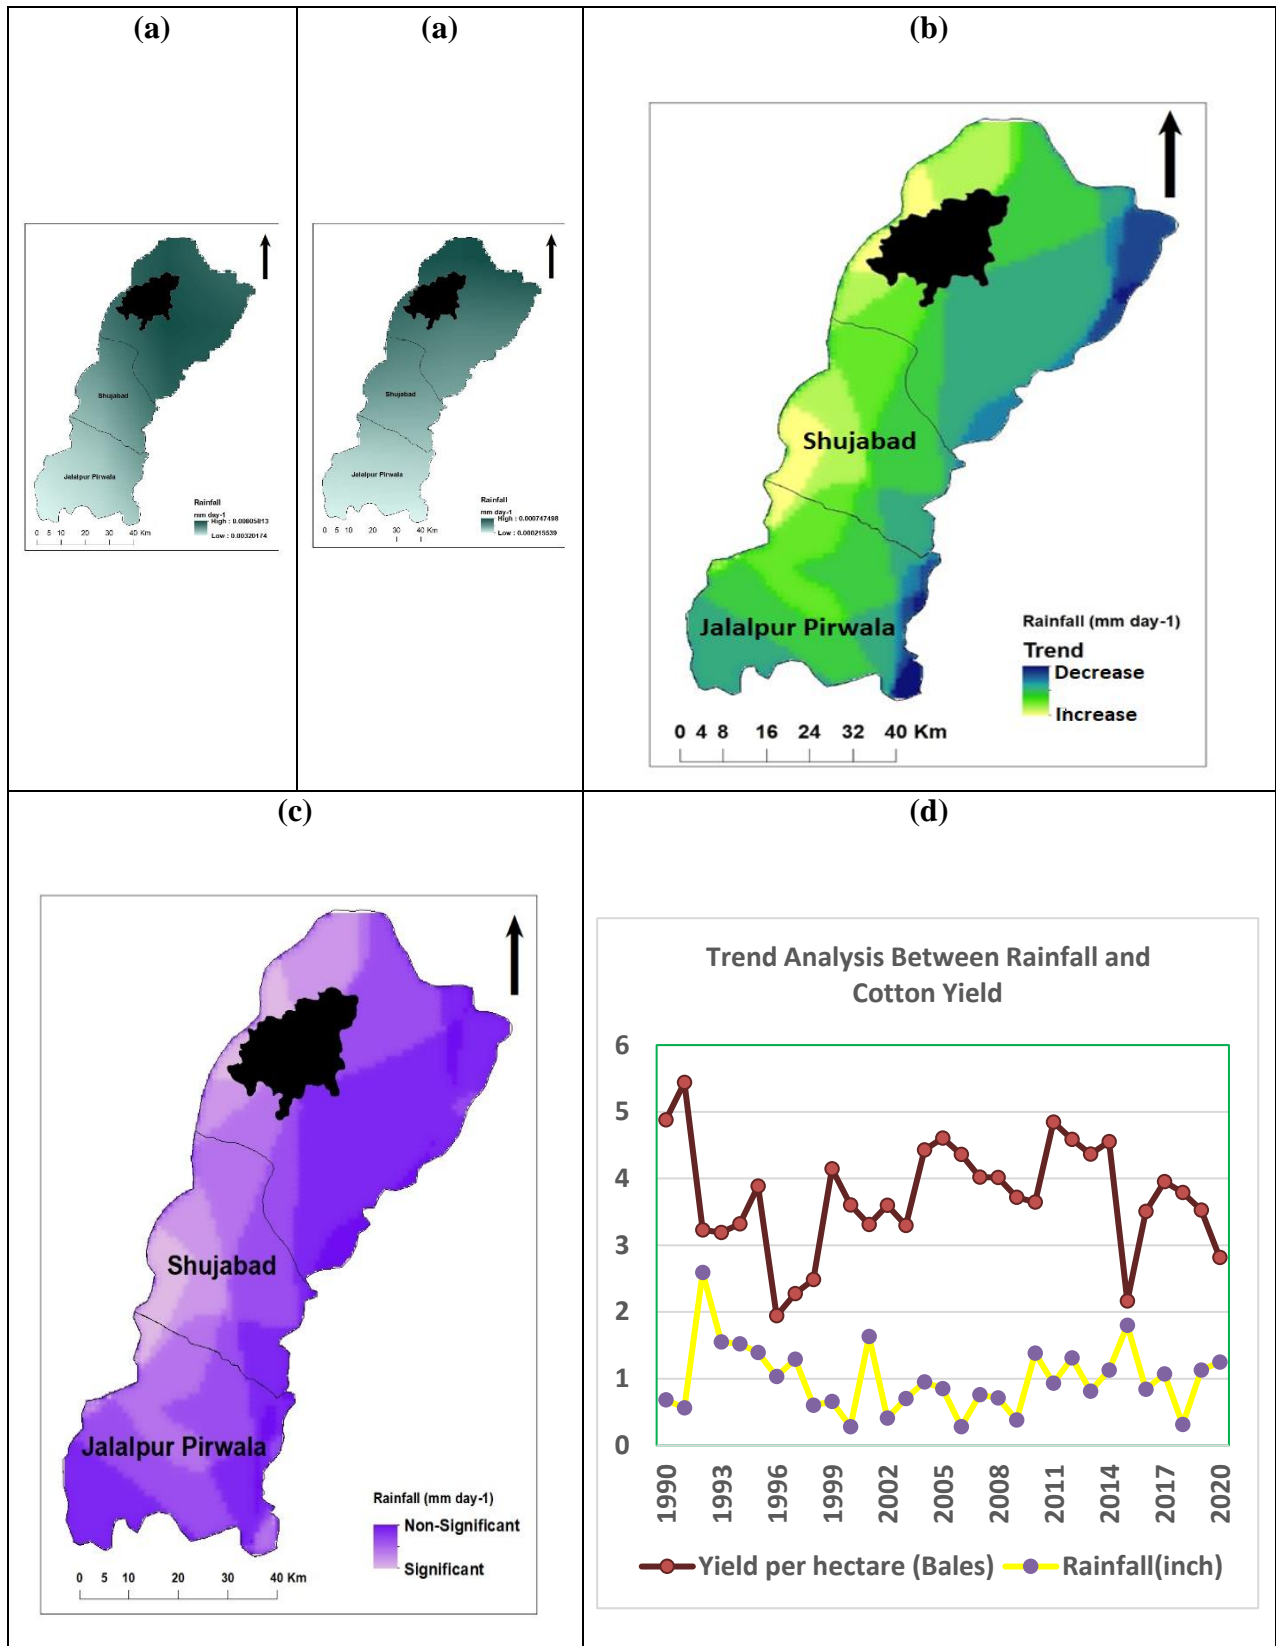 (a)
(a)
(b)
Shujabad
Jalalpur Pirwala
Rainfall
mm day-1
High : 0.00805813
Low : 0.00320174
0 5 10 20 30 40 Km
Shujabad
Jalalpur Pirwala
Rainfall
mm day-1
High : 0.000747498
Low : 0.000215539
0 5 10 20 30 40 Km
Shujabad
Jalalpur Pirwala
Rainfall (mm day-1)
Trend
Decrease
Increase
0 4 8 16 24 32 40 Km
(c)
(d)
Shujabad
Jalalpur Pirwala
Rainfall (mm day-1)
Non-Significant
Significant
0 5 10 20 30 40 Km
Trend Analysis Between Rainfall and
Cotton Yield
6
5
4
3
2
1
0
1990
1993
1996
1999
2002
2005
2008
2011
2014
2017
2020
Yield per hectare (Bales)
Rainfall(inch)